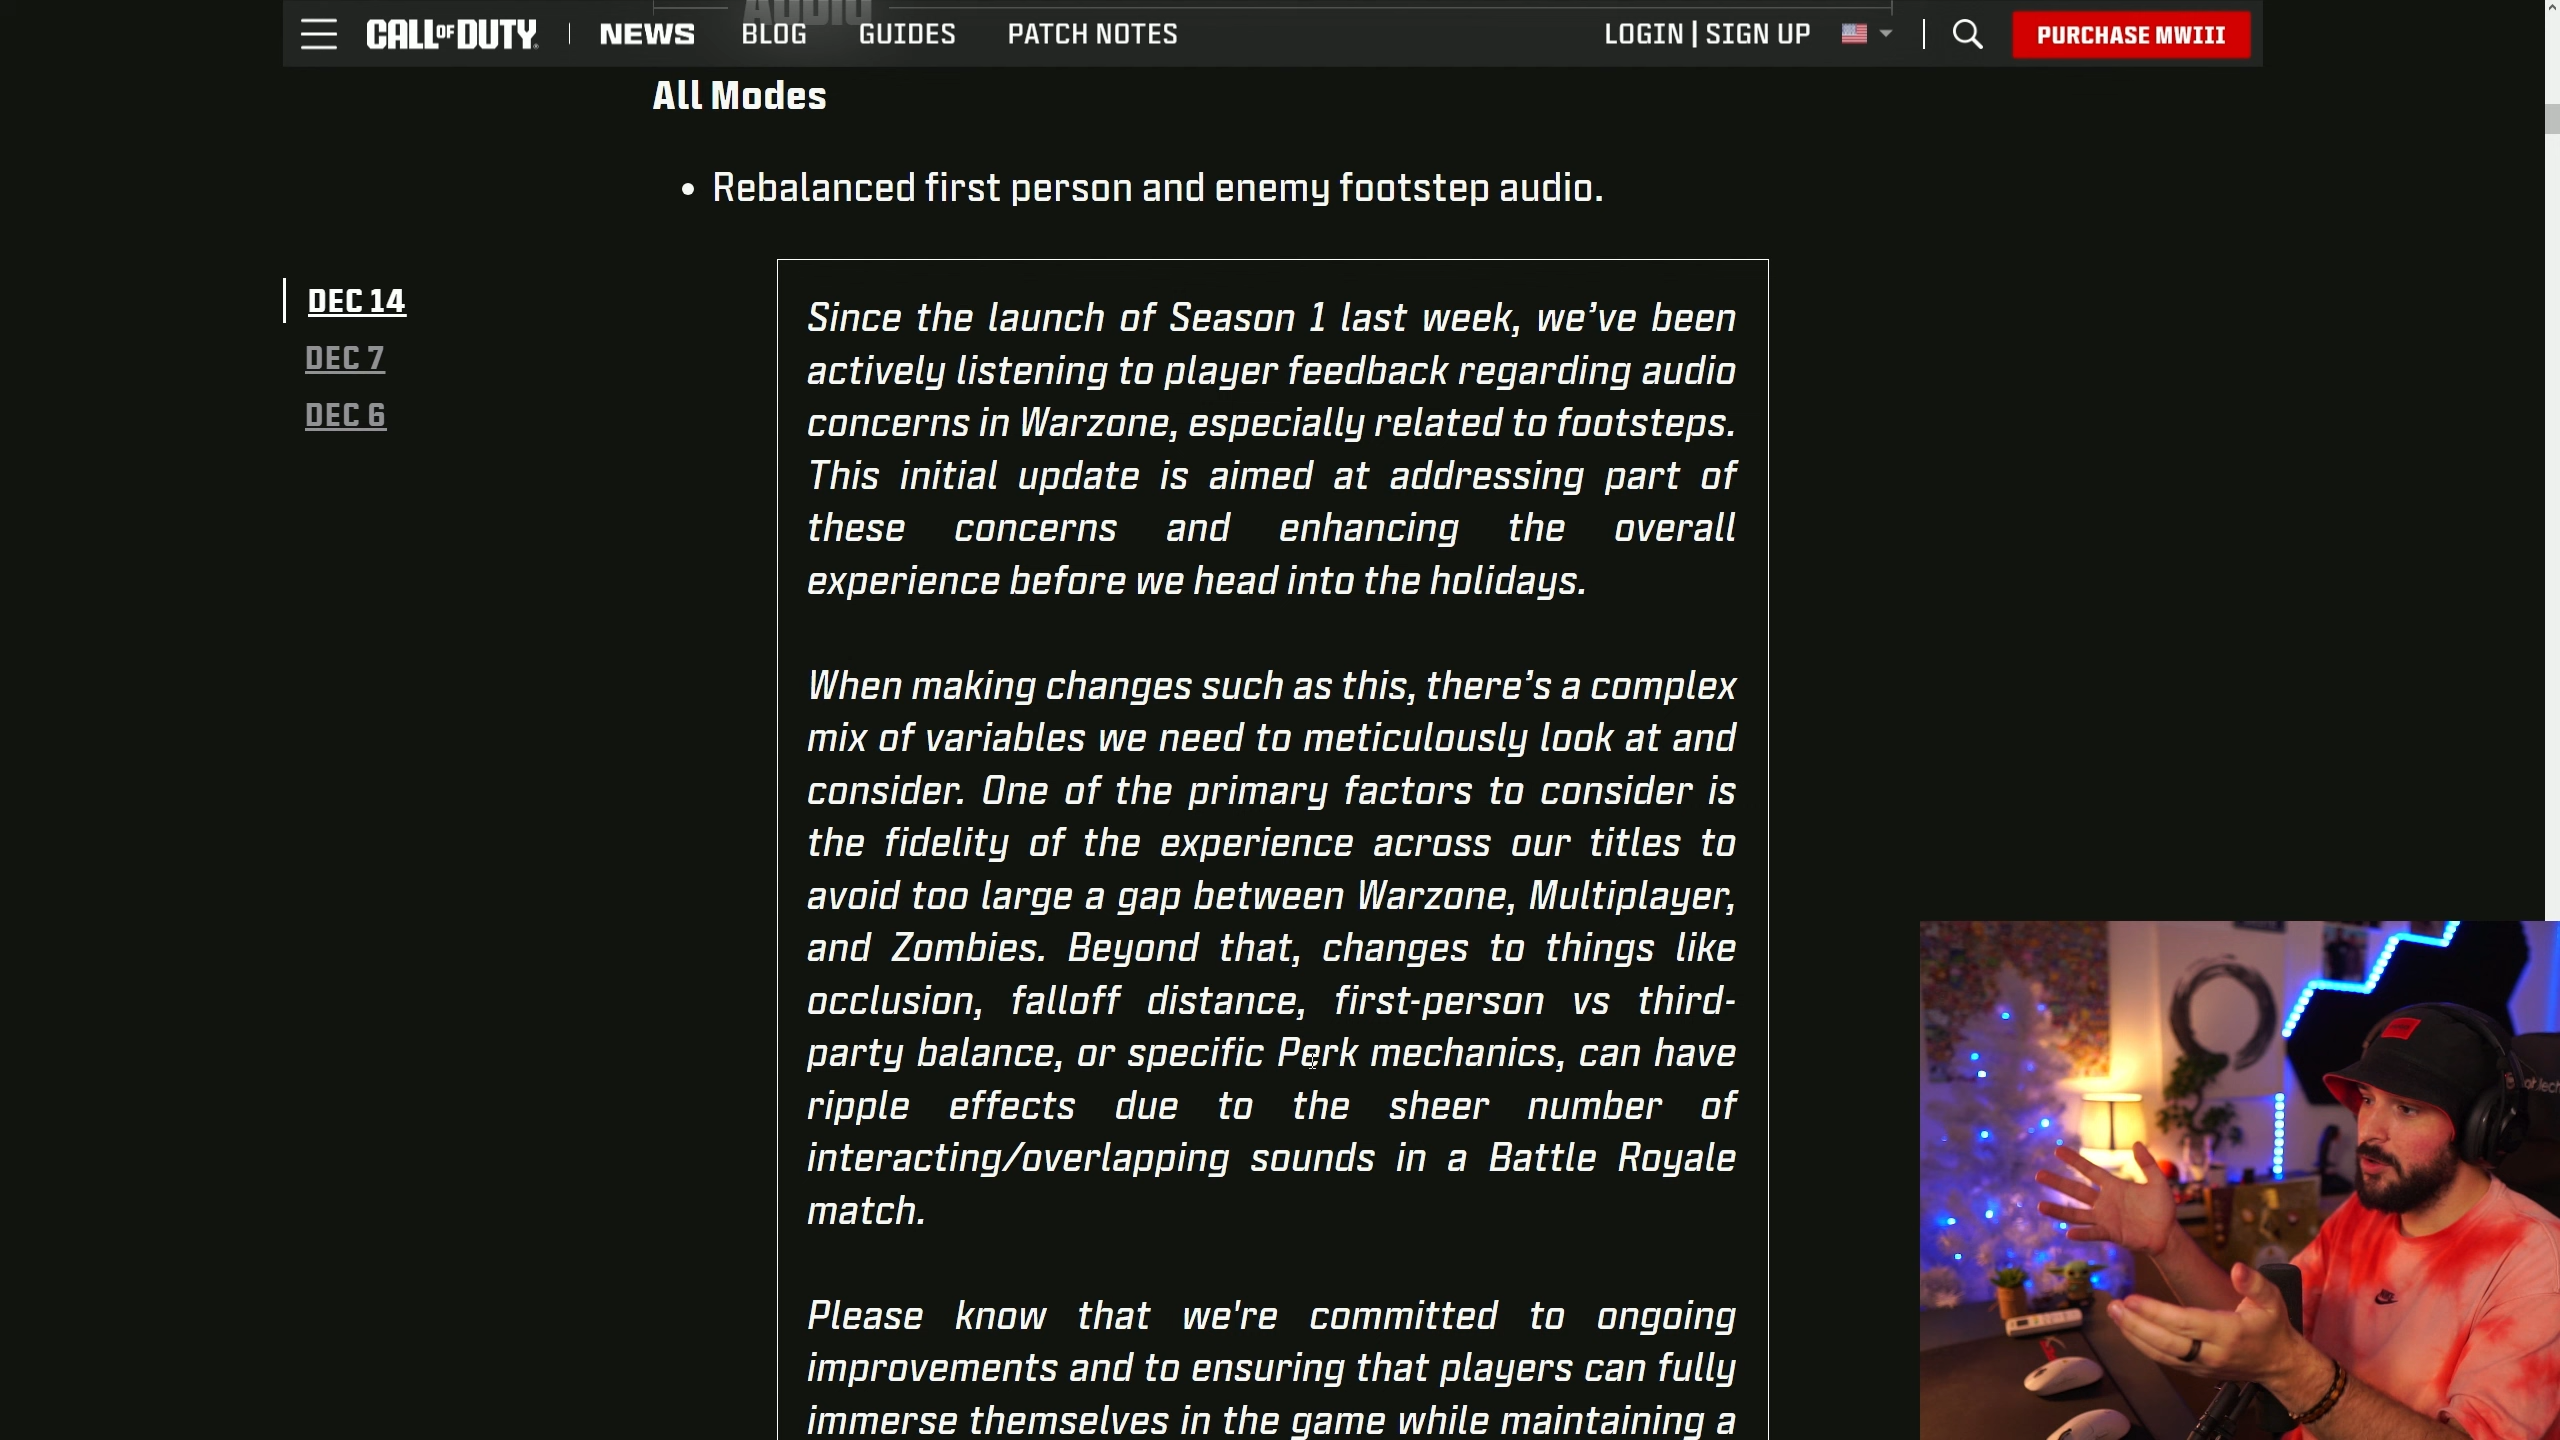 AUDIO
CALL OF DUTY
NEWS
BLOG
GUIDES
PATCH NOTES
LOGIN | SIGN UP
PURCHASE MWIII
All Modes
• Rebalanced first person and enemy footstep audio.
DEC 14
DEC 7
DEC 6
Since the launch of Season 1 last week, we’ve been
actively listening to player feedback regarding audio
concerns in Warzone, especially related to footsteps.
This initial update is aimed at addressing part of
these concerns and enhancing the overall
experience before we head into the holidays.
When making changes such as this, there’s a complex
mix of variables we need to meticulously look at and
consider. One of the primary factors to consider is
the fidelity of the experience across our titles to
avoid too large a gap between Warzone, Multiplayer,
and Zombies. Beyond that, changes to things like
occlusion, falloff distance, first-person vs third-
party balance, or specific Perk mechanics, can have
ripple effects due to the sheer number of
interacting/overlapping sounds in a Battle Royale
match.
Please know that we're committed to ongoing
improvements and to ensuring that players can fully
immerse themselves in the game while maintaining a